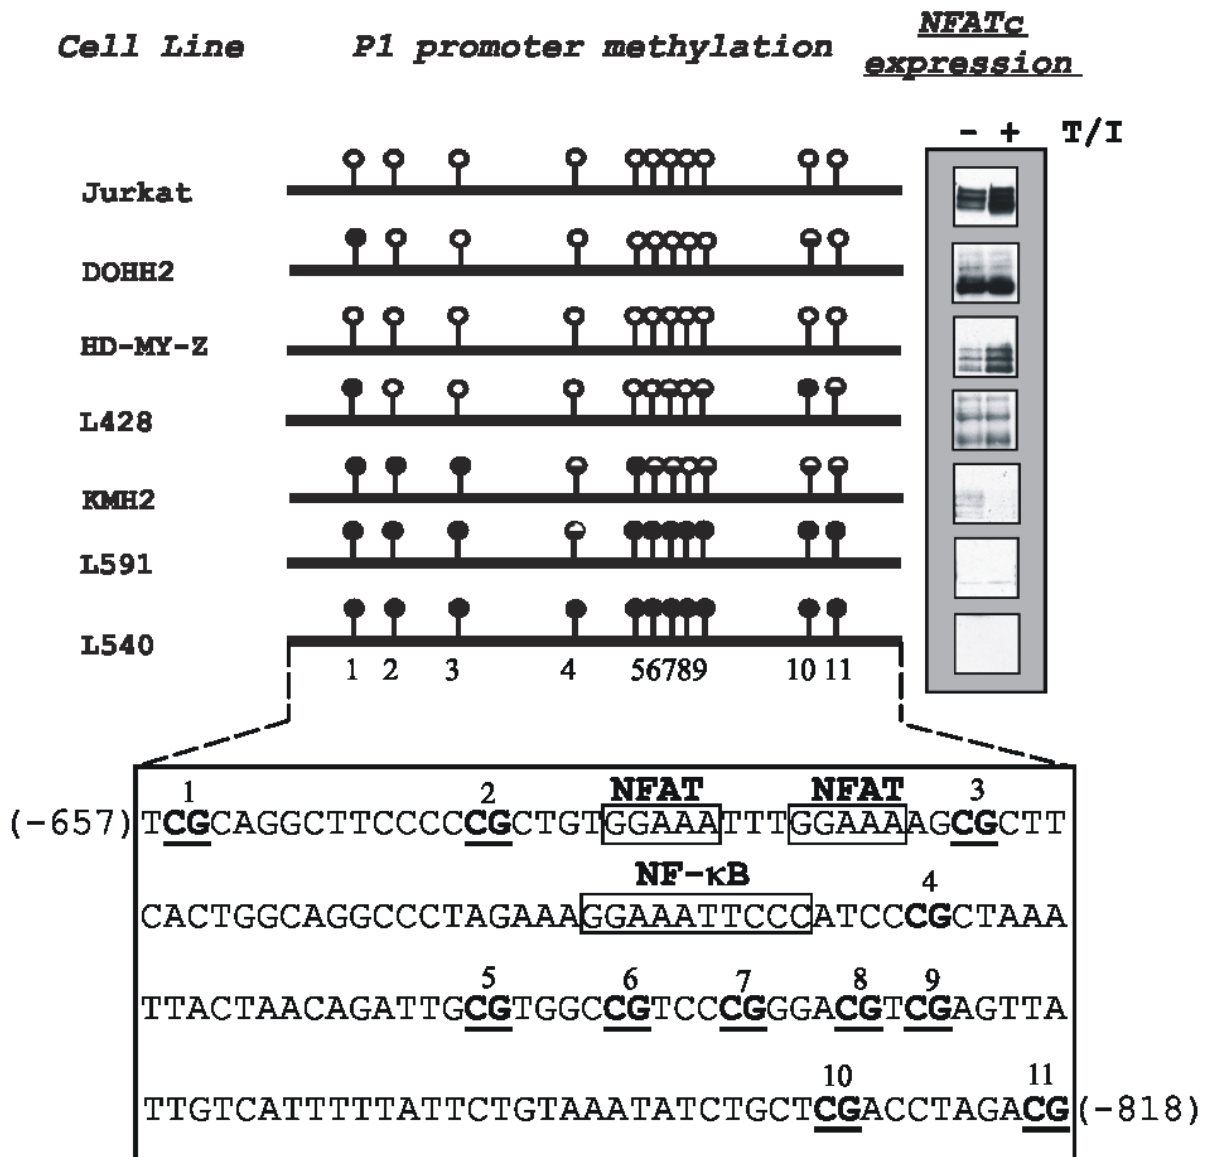 Cell Line P1 promoter methylation NFATc expression
- + T/I
Jurkat
DOHH2
HD-MY-Z
L428
KMH2
L591
L540
1 2 3 4 56789 10 11
1 2 NFAT NFAT 3
(-657) TCGCAGGCTTCCCCCGCTGTGGAAATTTGGAAAAGCGCTT
NF-κB 4
CACTGGCAGGCCCTAGAAAGGAAATTCCCATCCCGCTAAA
5 6 7 8 9
TTACTAACAGATTGCGTGGCCGTCCCGGGACGTCGAGTTA
10 11
TTGTCATTTTTATTCTGTAAATATCTGCTCGACCTAGACG (-818)